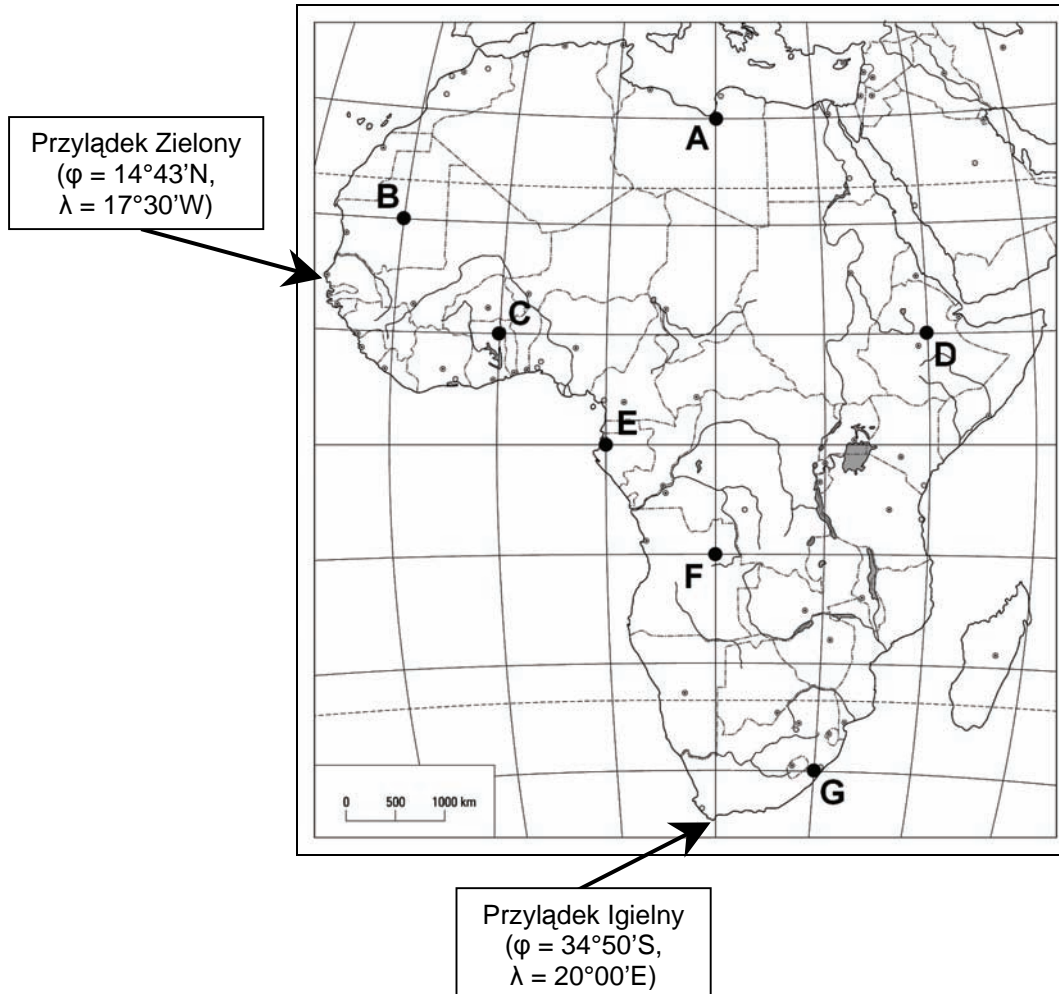 Przylądek Zielony
(φ = 14°43’N,
λ = 17°30’W)
A
B
C
D
E
F
G
0 500 1000 km
Przylądek Igielny
(φ = 34°50’S,
λ = 20°00’E)